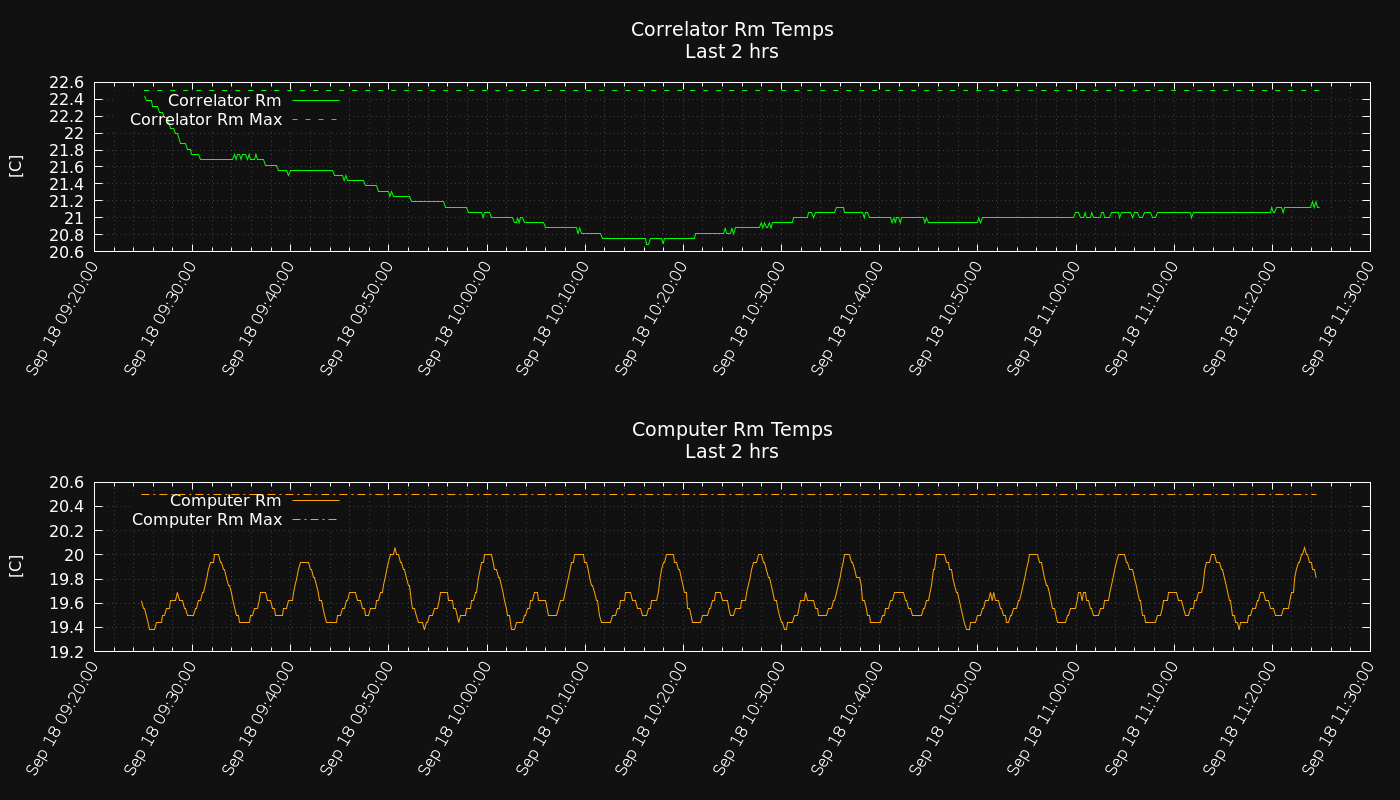 Correlator Rm Temps
Last 2 hrs
22.6
22.4
22.2
22
21.8
21.6
21.4
21.2
21
20.8
20.6
[C]
Correlator Rm
Correlator Rm Max
Sep 18 09:20:00
Sep 18 09:30:00
Sep 18 09:40:00
Sep 18 09:50:00
Sep 18 10:00:00
Sep 18 10:10:00
Sep 18 10:20:00
Sep 18 10:30:00
Sep 18 10:40:00
Sep 18 10:50:00
Sep 18 11:00:00
Sep 18 11:10:00
Sep 18 11:20:00
Sep 18 11:30:00
Computer Rm Temps
Last 2 hrs
20.6
20.4
20.2
20
19.8
19.6
19.4
19.2
[C]
Computer Rm
Computer Rm Max
Sep 18 09:20:00
Sep 18 09:30:00
Sep 18 09:40:00
Sep 18 09:50:00
Sep 18 10:00:00
Sep 18 10:10:00
Sep 18 10:20:00
Sep 18 10:30:00
Sep 18 10:40:00
Sep 18 10:50:00
Sep 18 11:00:00
Sep 18 11:10:00
Sep 18 11:20:00
Sep 18 11:30:00